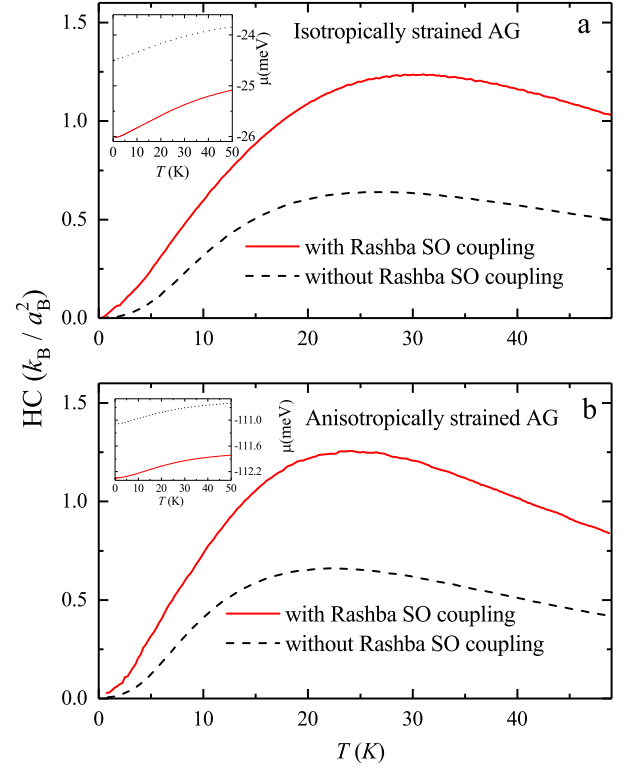 a
Isotropically strained AG
-24
-25
-26
μ(meV)
0 10 20 30 40 50
T (K)
1.5
1.0
0.5
0.0
with Rashba SO coupling
without Rashba SO coupling
0 10 20 30 40
HC (k_B / a_B^2)
b
Anisotropically strained AG
-111.0
-111.6
-112.2
μ(meV)
0 10 20 30 40 50
T (K)
1.5
1.0
0.5
0.0
with Rashba SO coupling
without Rashba SO coupling
0 10 20 30 40
T (K)